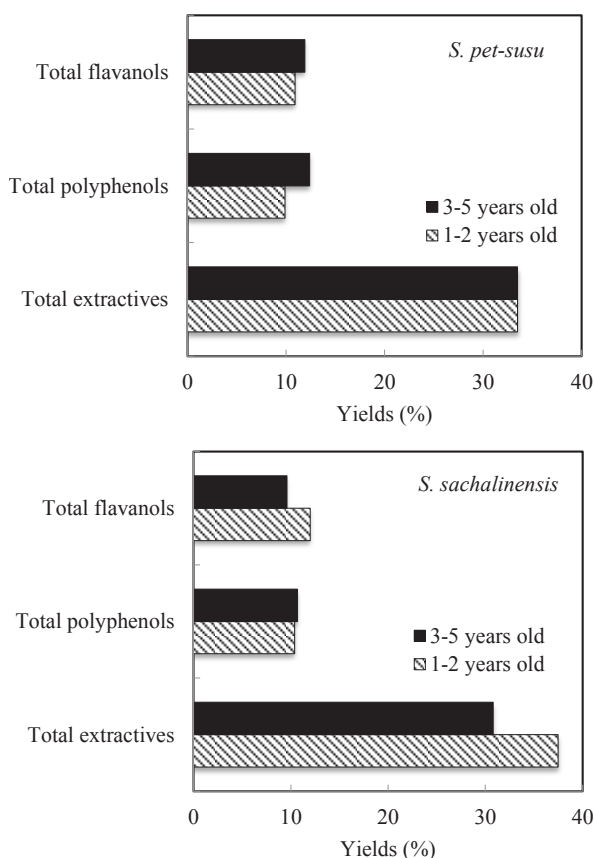 S. pet-susu
Total flavanols
Total polyphenols
3-5 years old
1-2 years old
Total extractives
0 10 20 30 40
Yields (%)
S. sachalinensis
Total flavanols
Total polyphenols
3-5 years old
1-2 years old
Total extractives
0 10 20 30 40
Yields (%)